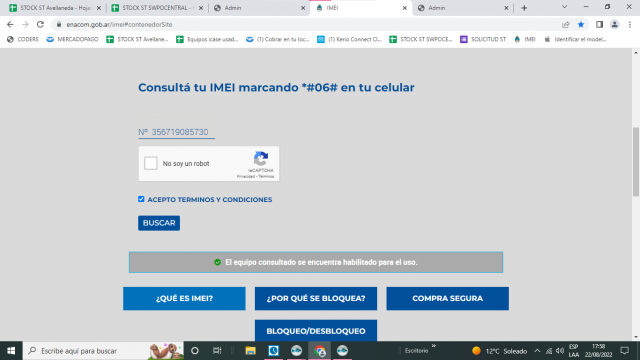 STOCK ST Avellaneda - Hoja
STOCK ST SWPOCENTRAL - H
Admin
IMEI
Admin
enacom.gob.ar/imei#contenedorSite
CODERS
MERCADOPAGO
STOCK ST Avellane...
Equipos icase usad...
(1) Cobrar en tu loc...
(1) Kerio Connect Cl...
STOCK ST SWPOCE...
SOLICITUD ST
IMEI
Identificar el model...
Consultá tu IMEI marcando *#06# en tu celular
Nº 356719085730
No soy un robot
reCAPTCHA
Privacidad - Términos
ACEPTO TERMINOS Y CONDICIONES
BUSCAR
El equipo consultado se encuentra habilitado para el uso.
¿QUÉ ES IMEI?
¿POR QUÉ SE BLOQUEA?
COMPRA SEGURA
BLOQUEO/DESBLOQUEO
Escribe aquí para buscar
Escritorio
12°C Soleado
ESP
LAA
17:58
22/08/2022